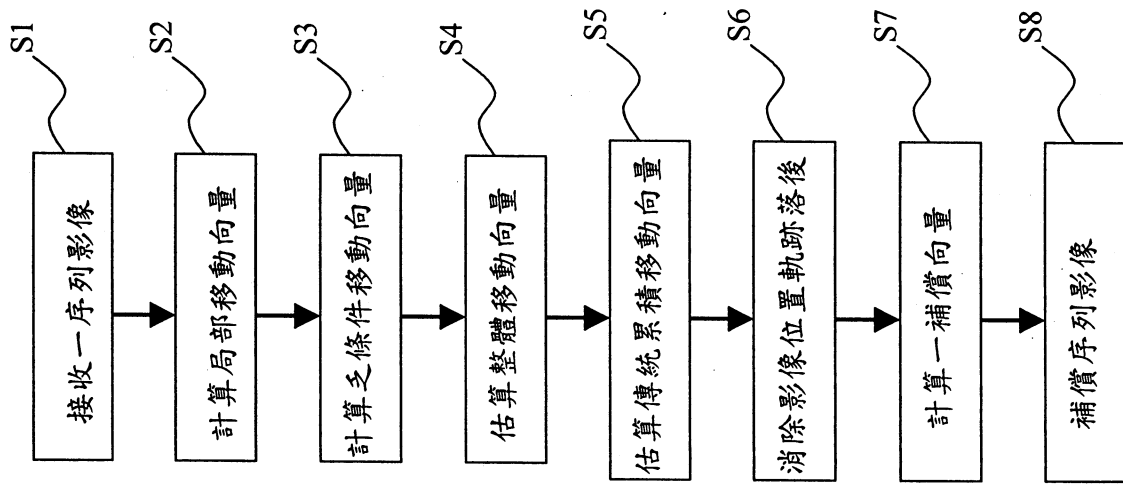 S1
接收一序列影像
S2
計算局部移動向量
S3
計算乏條件移動向量
S4
估算整體移動向量
S5
估算傳統累積移動向量
S6
消除影像位置軌跡落後
S7
計算一補償向量
S8
補償序列影像